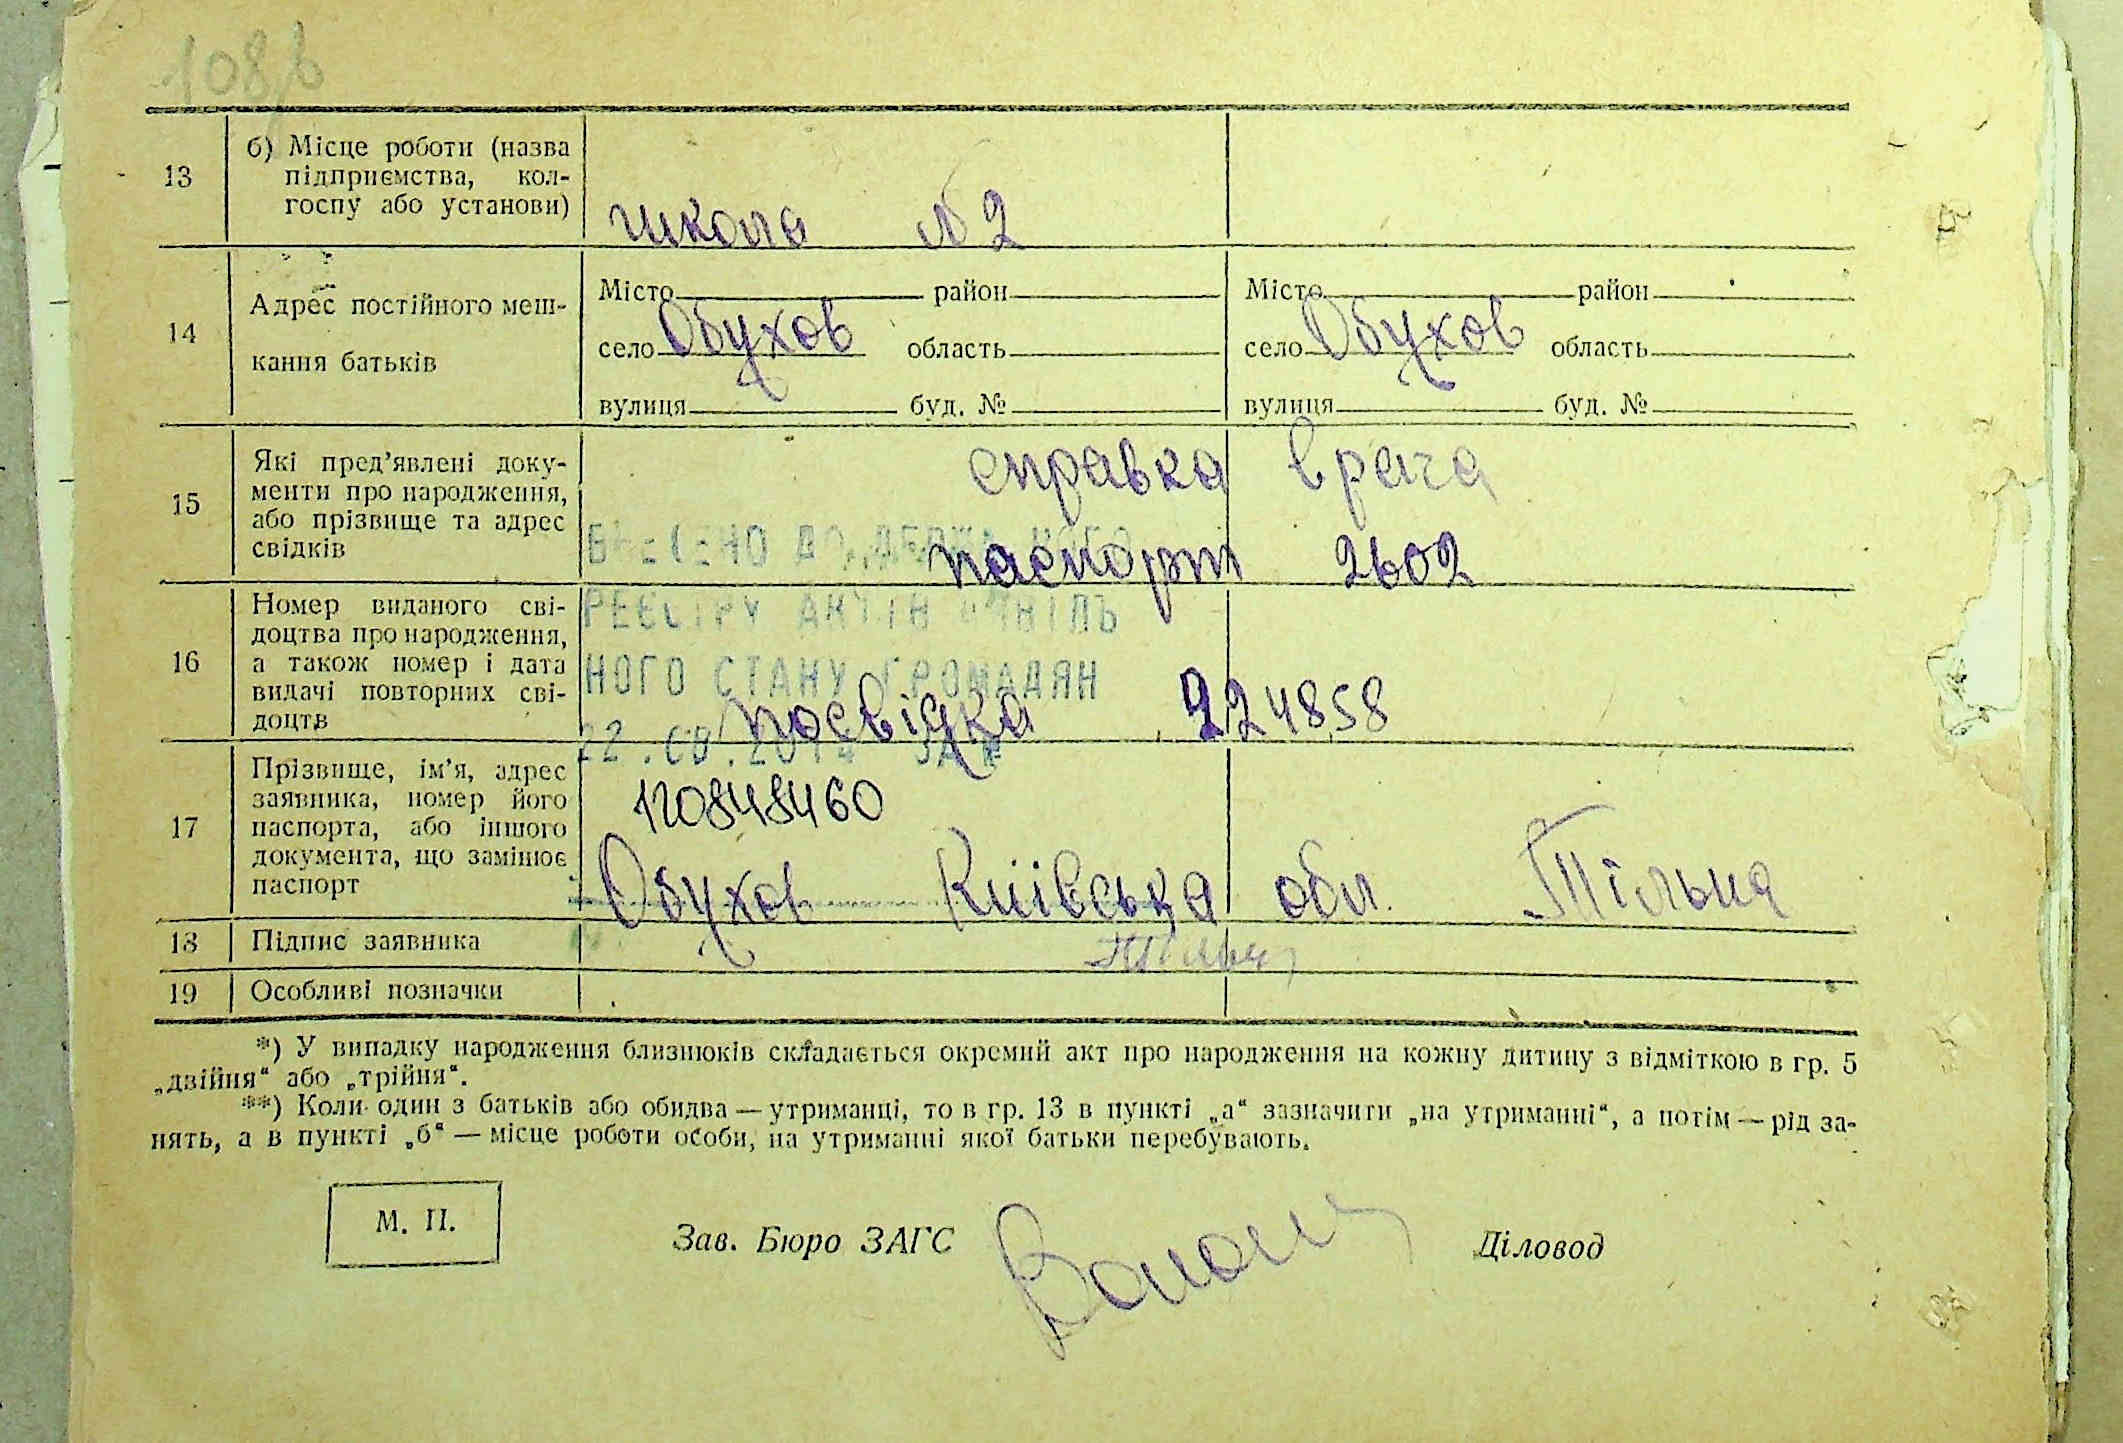 108
13
б) Місце роботи (назва
підприємства, кол-
госпу або установи)
школа №2
14
Адрес постійного меш-
кання батьків
Місто район
село Обухов область
вулиця буд. №
Місто район
село Обухов область
вулиця буд. №
15
Які пред’явлені доку-
менти про народження,
або прізвище та адрес
свідків
справка врача
паспорт 2602
16
Номер виданого сві-
доцтва про народження,
а також номер і дата
видачі повторних сві-
доцтв
РЕЄСТРУ АКТІВ ЦИВІЛЬ
НОГО СТАНУ ГРОМАДЯН
посвідка 224858
17
Прізвище, ім’я, адрес
заявника, номер його
паспорта, або іншого
документа, що замінює
паспорт
120848460
Обухов Київська обл. Тільна
18
Підпис заявника
19
Особливі позначки
*) У випадку народження близнюків складається окремий акт про народження на кожну дитину з відміткою в гр. 5
„двійня“ або „трійня“.
**) Коли один з батьків або обидва — утриманці, то в гр. 13 в пункті „а“ зазначити „на утриманні“, а потім — рід за-
нять, а в пункті „б“ — місце роботи особи, на утриманні якої батьки перебувають.
М. П.
Зав. Бюро ЗАГС
Діловод